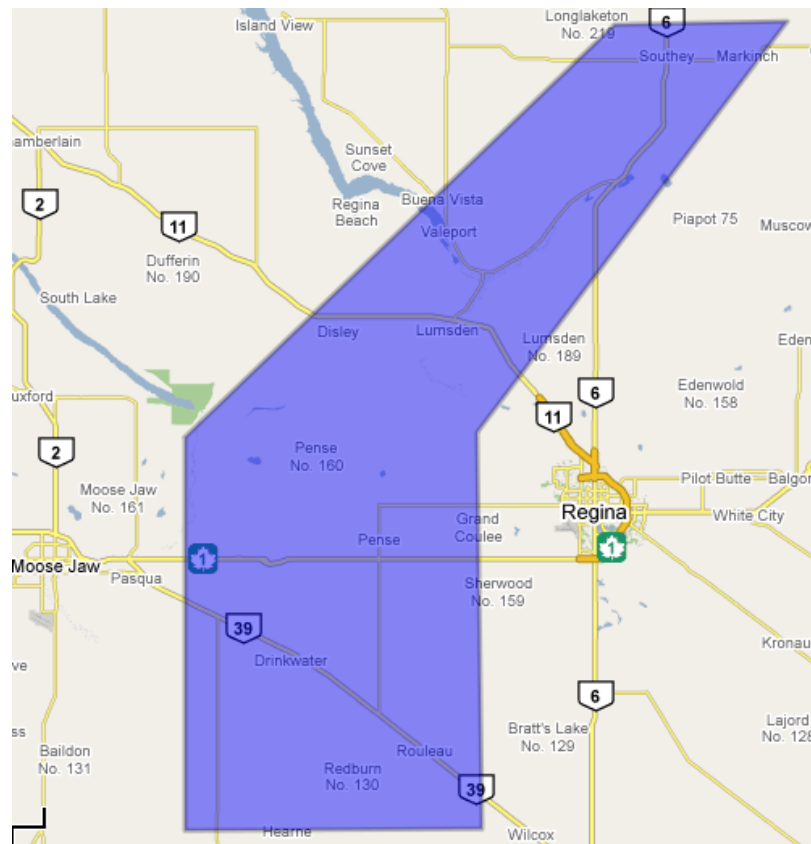 Island View
Longlaketon
No. 219
6
Southey
Markinch
amberlain
Sunset
Cove
2
Regina
Beach
Buena Vista
Valeport
Piapot 75
Muscow
11
Dufferin
No. 190
South Lake
Disley
Lumsden
Lumsden
No. 189
Eden
uxford
6
Edenwold
No. 158
11
2
Pense
No. 160
Moose Jaw
No. 161
Pilot Butte
Balgon
Regina
White City
Grand
Coulee
Pense
1
1
Moose Jaw
Pasqua
Sherwood
No. 159
39
Kronau
Drinkwater
ve
6
Bratt's Lake
No. 129
Lajord
No. 128
ss
Baildon
No. 131
Rouleau
Redburn
No. 130
39
Hearne
Wilcox